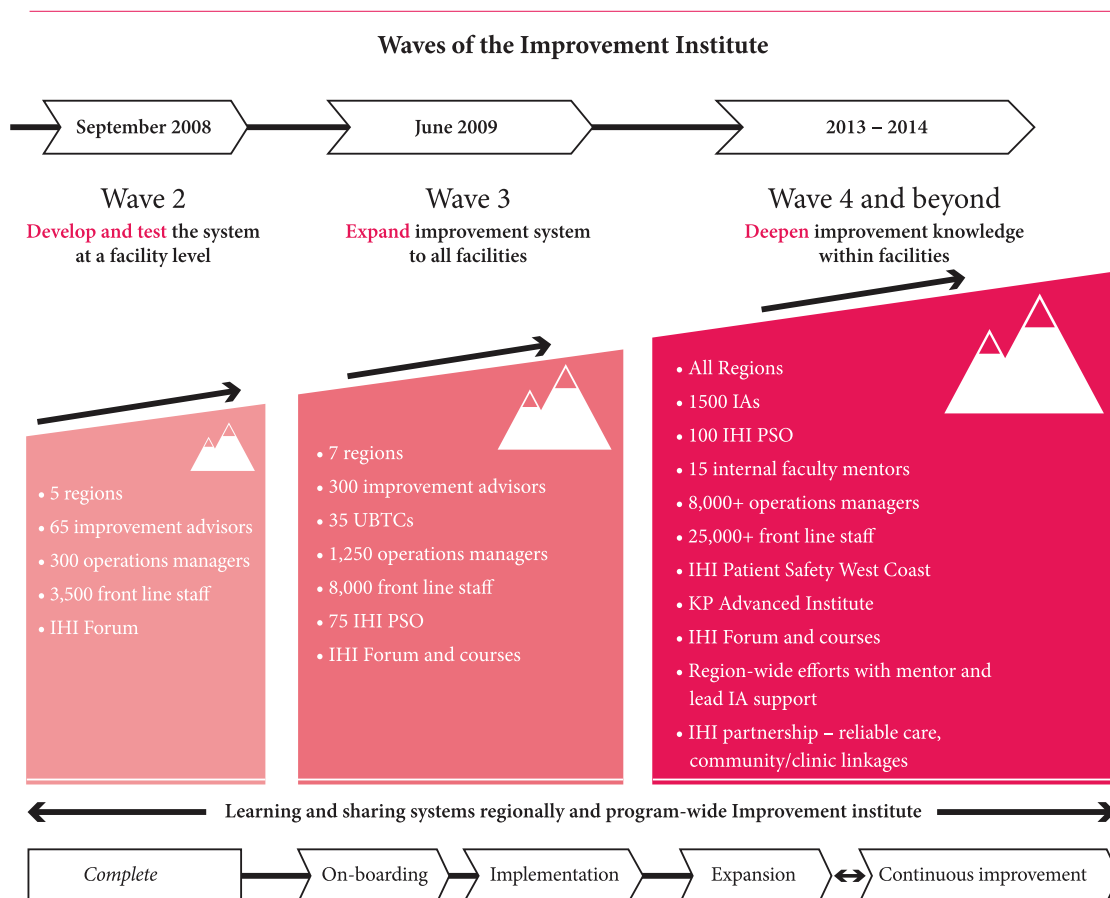 Waves of the Improvement Institute
September 2008
June 2009
2013 – 2014
Wave 2
Develop and test the system
at a facility level
Wave 3
Expand improvement system
to all facilities
Wave 4 and beyond
Deepen improvement knowledge
within facilities
• 5 regions
• 65 improvement advisors
• 300 operations managers
• 3,500 front line staff
• IHI Forum
• 7 regions
• 300 improvement advisors
• 35 UBTCs
• 1,250 operations managers
• 8,000 front line staff
• 75 IHI PSO
• IHI Forum and courses
• All Regions
• 1500 IAs
• 100 IHI PSO
• 15 internal faculty mentors
• 8,000+ operations managers
• 25,000+ front line staff
• IHI Patient Safety West Coast
• KP Advanced Institute
• IHI Forum and courses
• Region-wide efforts with mentor and
lead IA support
• IHI partnership – reliable care,
community/clinic linkages
Learning and sharing systems regionally and program-wide Improvement institute
Complete
On-boarding
Implementation
Expansion
Continuous improvement